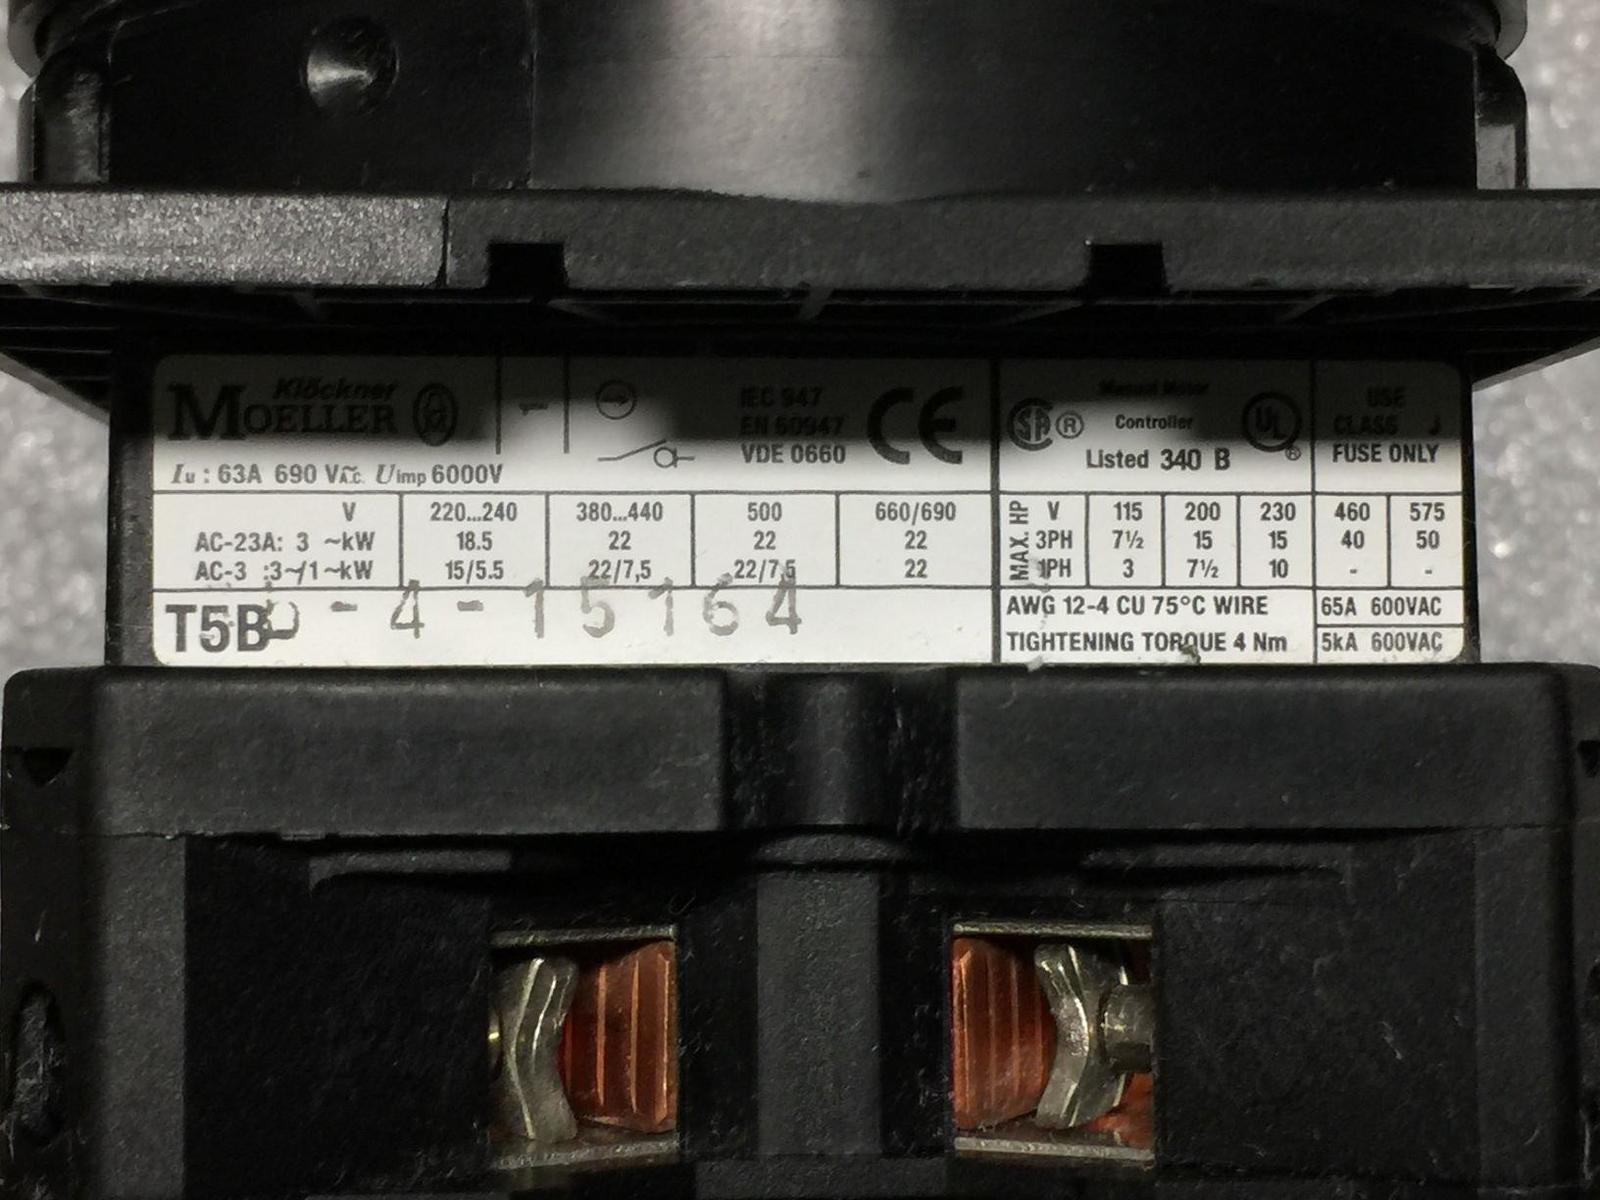 Klöckner
MOELLER
IEC 947
EN 60947
VDE 0660
CE
Iu : 63A 690 V A.C. Uimp 6000V
V 220...240 380...440 500 660/690
AC-23A: 3 ~kW 18.5 22 22 22
AC-3 :3~/1~kW 15/5.5 22/7,5 22/7,5 22
T5B -4-15164
Manual Motor
Controller
SA ® UL ®
Listed 340 B
USE
CLASS J
FUSE ONLY
MAX. HP
V 115 200 230 460 575
3PH 7½ 15 15 40 50
1PH 3 7½ 10 - -
AWG 12-4 CU 75°C WIRE
TIGHTENING TORQUE 4 Nm
65A 600VAC
5kA 600VAC